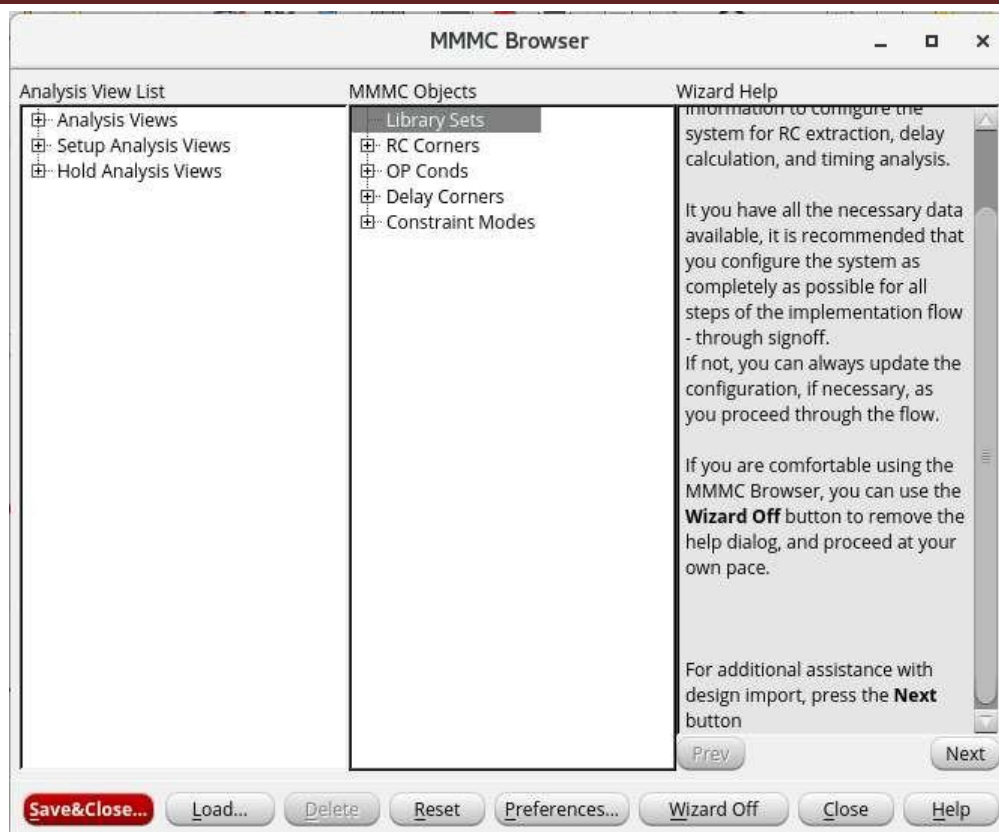 MMMC Browser
Analysis View List
Analysis Views
Setup Analysis Views
Hold Analysis Views
MMMC Objects
Library Sets
RC Corners
OP Conds
Delay Corners
Constraint Modes
Wizard Help
information to configure the
system for RC extraction, delay
calculation, and timing analysis.
It you have all the necessary data
available, it is recommended that
you configure the system as
completely as possible for all
steps of the implementation flow
- through signoff.
If not, you can always update the
configuration, if necessary, as
you proceed through the flow.
If you are comfortable using the
MMMC Browser, you can use the
Wizard Off button to remove the
help dialog, and proceed at your
own pace.
For additional assistance with
design import, press the Next
button
Prev Next
Save&Close... Load... Delete Reset Preferences... Wizard Off Close Help